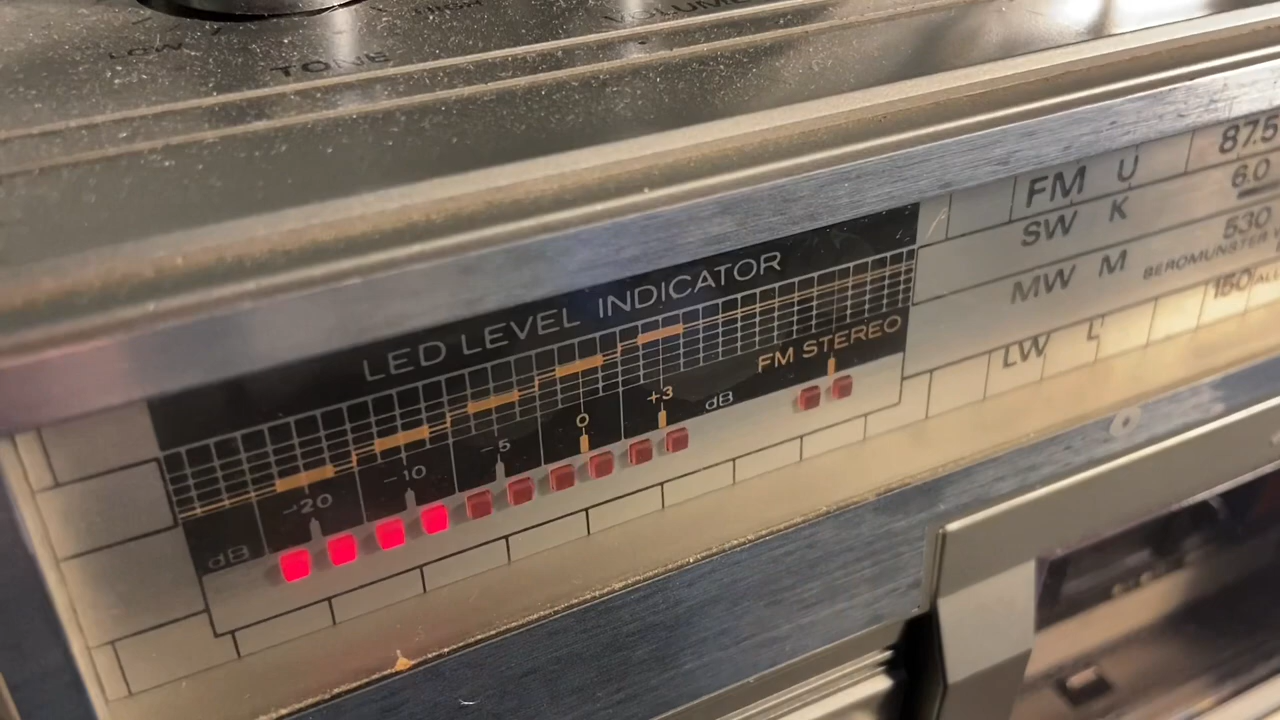 LOW HIGH VOLUME
TONE
LED LEVEL INDICATOR
dB -20 -10 -5 0 +3 dB FM STEREO
FM U 87.5
SW K 6.0
MW M 530
BEROMUNSTER
LW L 150